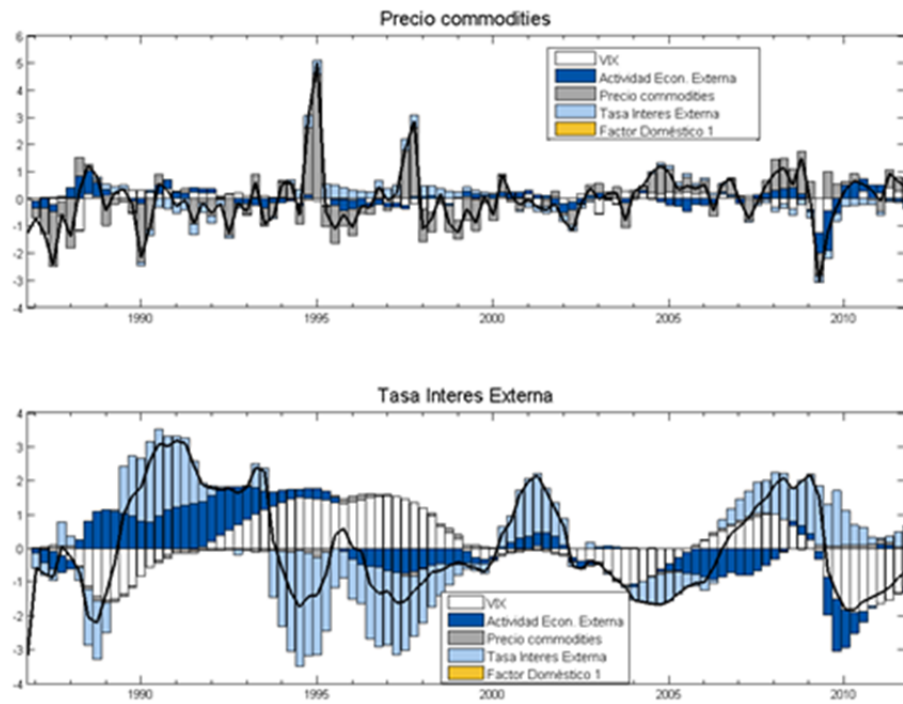 Precio commodities
6
5
4
3
2
1
0
-1
-2
-3
-4
VIX
Actividad Econ. Externa
Precio commodities
Tasa Interes Externa
Factor Doméstico 1
1990 1995 2000 2005 2010
Tasa Interes Externa
4
3
2
1
0
-1
-2
-3
-4
VIX
Actividad Econ. Externa
Precio commodities
Tasa Interes Externa
Factor Doméstico 1
1990 1995 2000 2005 2010